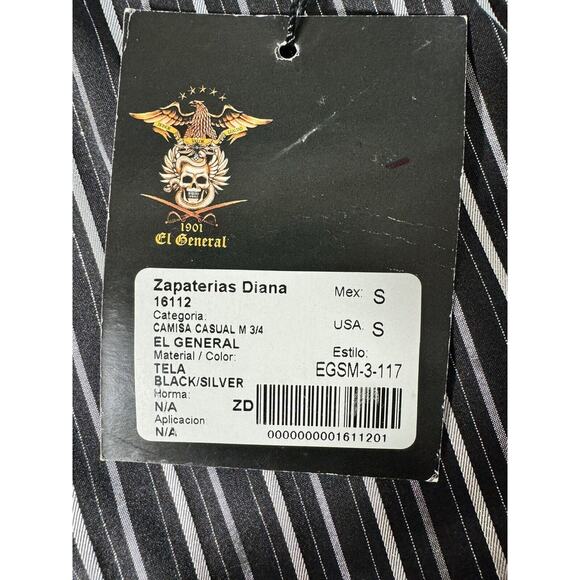 1901
El General
Zapaterias Diana
16112
Categoria:
CAMISA CASUAL M 3/4
EL GENERAL
Material / Color:
TELA
BLACK/SILVER
Horma:
N/A
Aplicacion:
N/A
Mex: S
USA: S
Estilo:
EGSM-3-117
ZD
0000000001611201